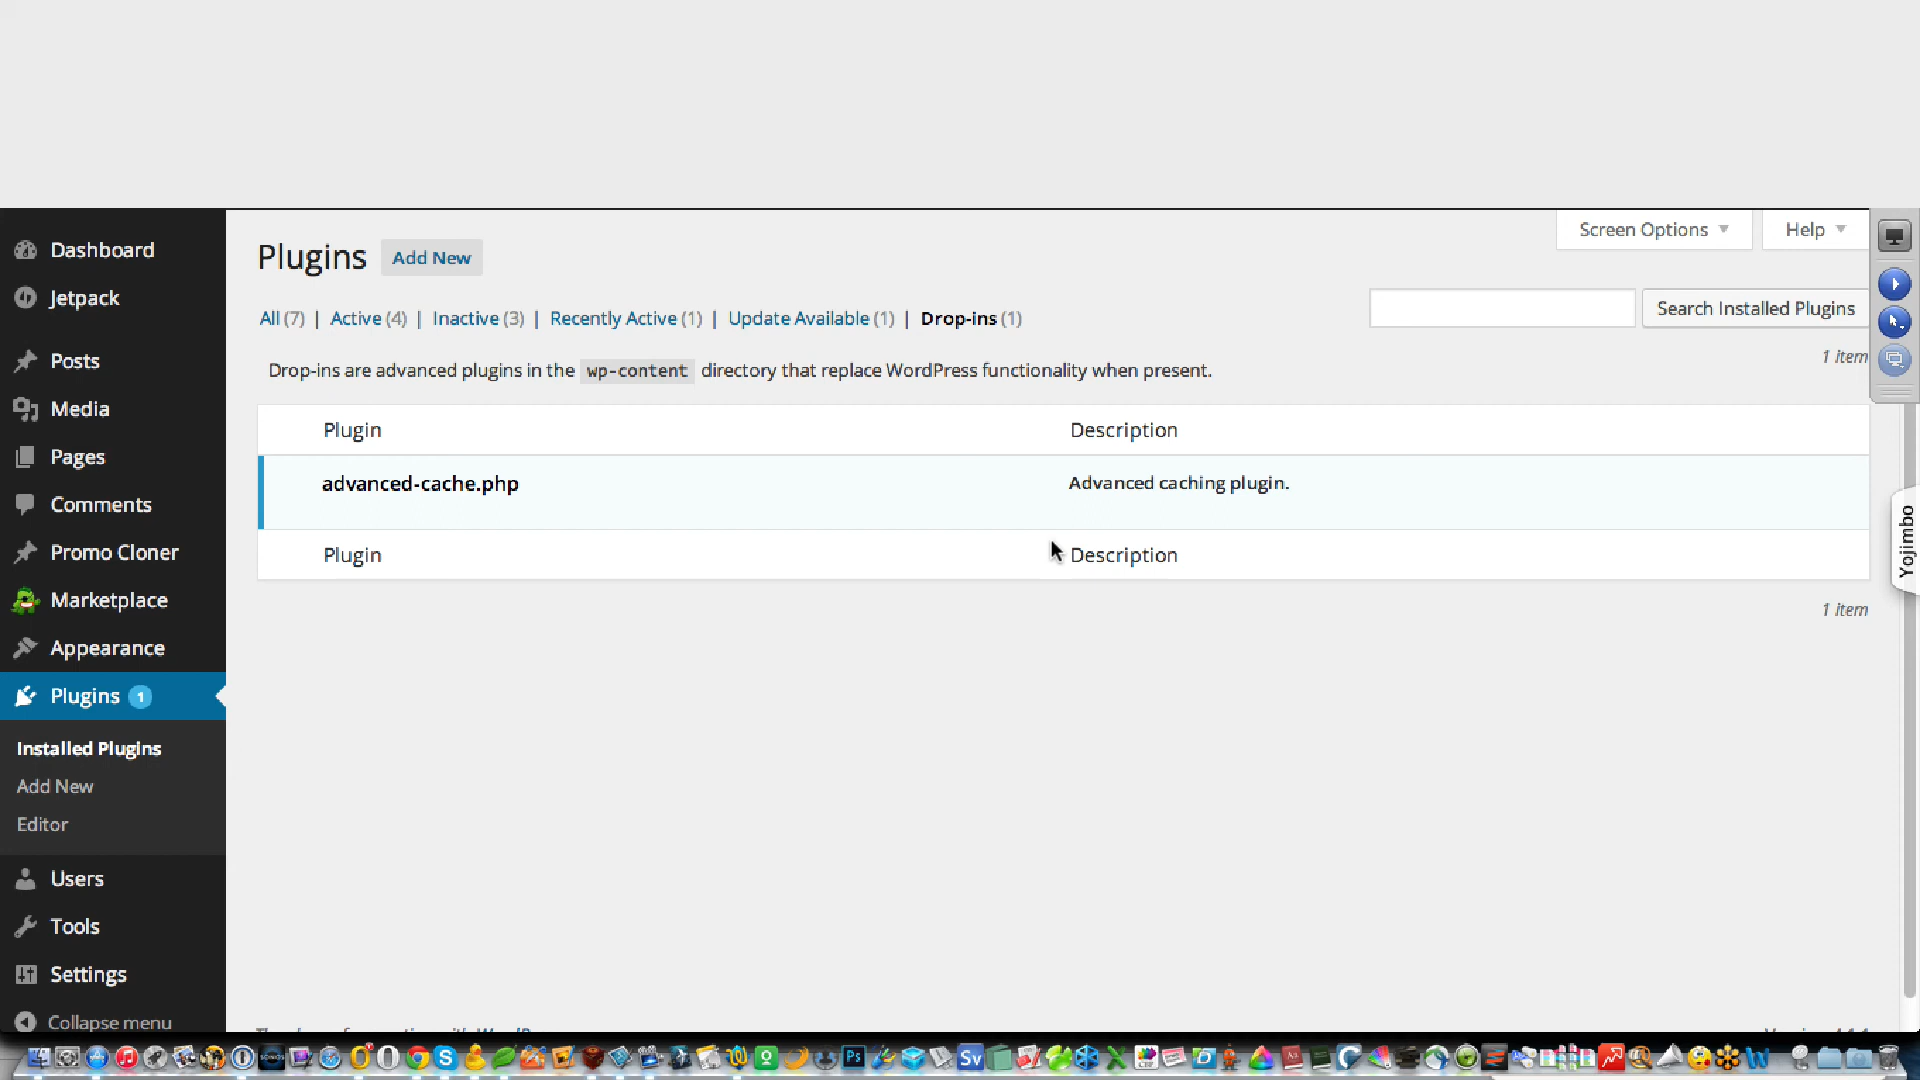 Dashboard
Jetpack
Posts
Media
Pages
Comments
Promo Cloner
Marketplace
Appearance
Plugins 1
Installed Plugins
Add New
Editor
Users
Tools
Settings
Collapse menu
Screen Options
Help
Plugins
Add New
All (7) | Active (4) | Inactive (3) | Recently Active (1) | Update Available (1) | Drop-ins (1)
Search Installed Plugins
1 item
Drop-ins are advanced plugins in the wp-content directory that replace WordPress functionality when present.
Plugin Description
advanced-cache.php Advanced caching plugin.
Plugin Description
1 item
Yojimbo
SONOS
Ps
Sv